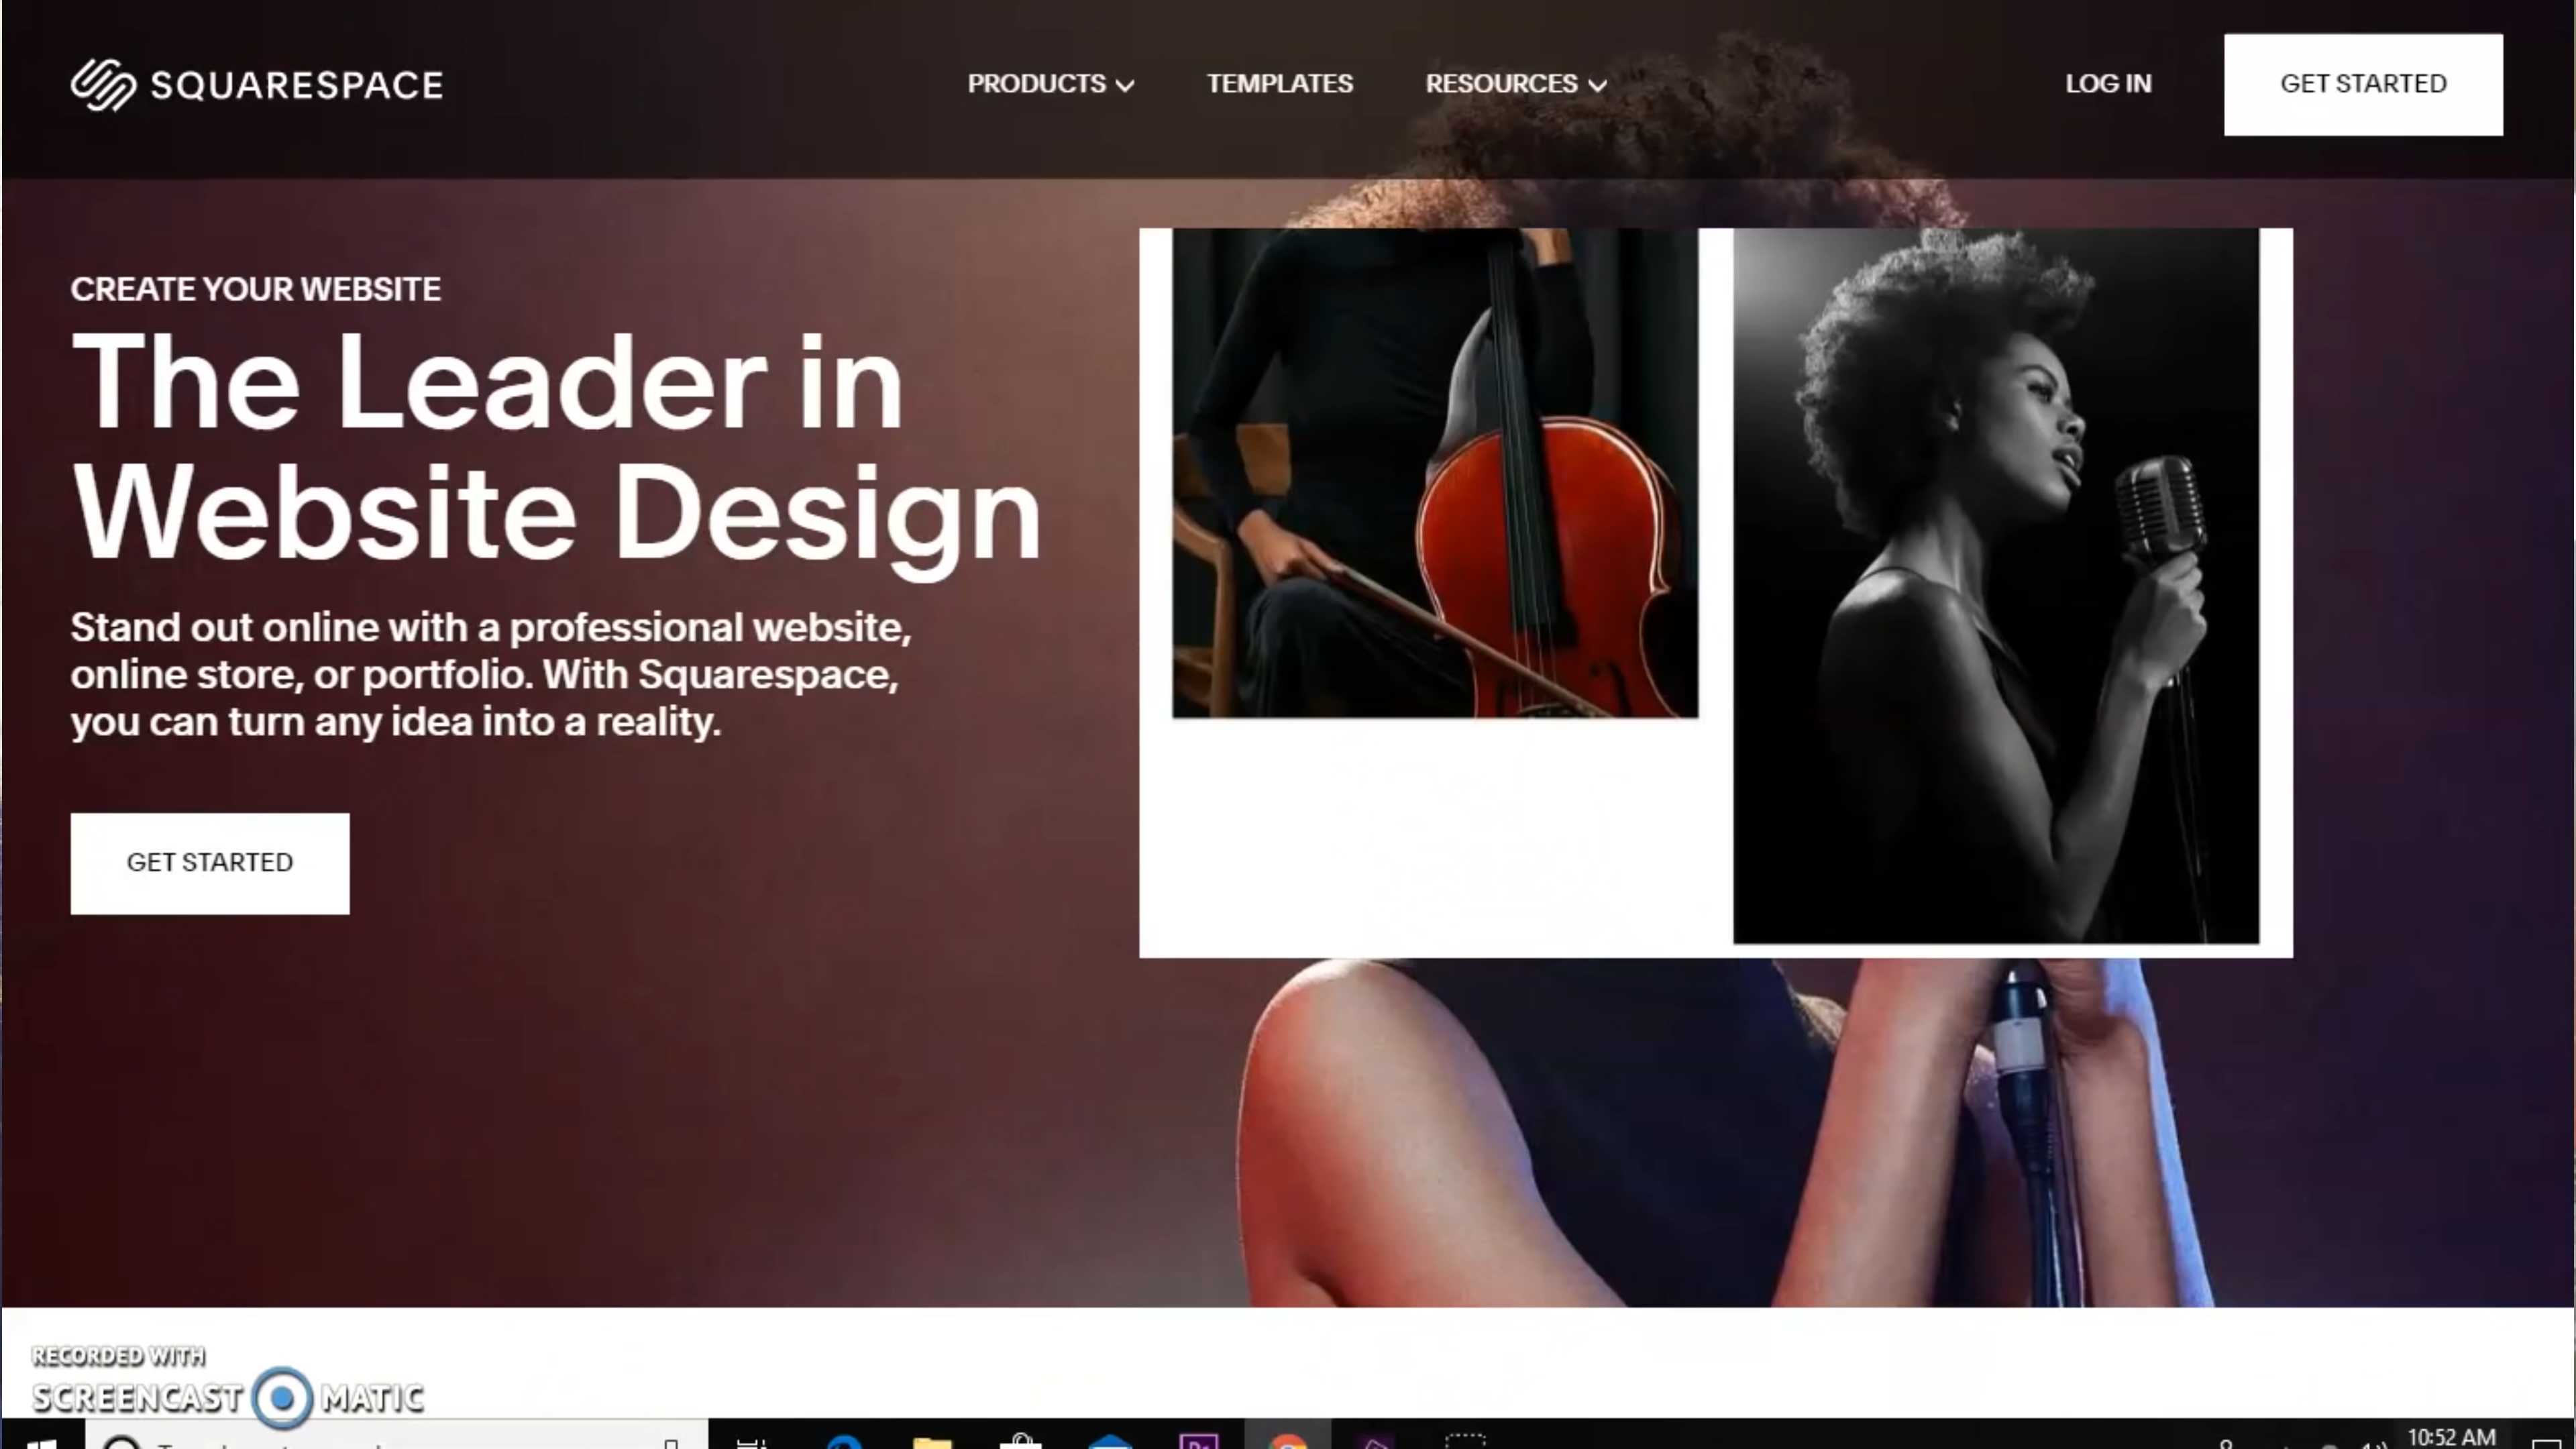 SQUARESPACE
PRODUCTS
TEMPLATES
RESOURCES
LOG IN
GET STARTED
CREATE YOUR WEBSITE
The Leader in
Website Design
Stand out online with a professional website,
online store, or portfolio. With Squarespace,
you can turn any idea into a reality.
GET STARTED
RECORDED WITH
SCREENCAST MATIC
10:52 AM